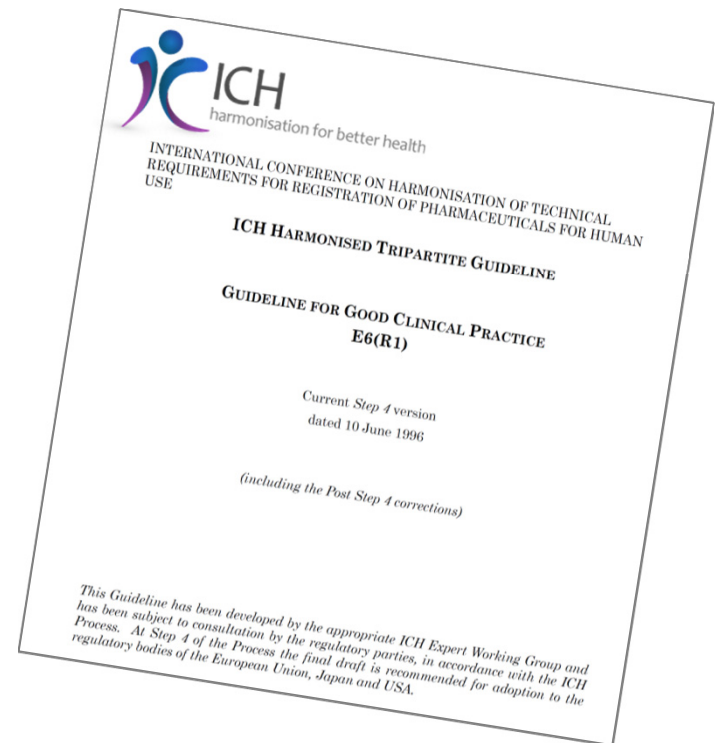 ICH
harmonisation for better health
INTERNATIONAL CONFERENCE ON HARMONISATION OF TECHNICAL
REQUIREMENTS FOR REGISTRATION OF PHARMACEUTICALS FOR HUMAN
USE
ICH HARMONISED TRIPARTITE GUIDELINE
GUIDELINE FOR GOOD CLINICAL PRACTICE
E6(R1)
Current Step 4 version
dated 10 June 1996
(including the Post Step 4 corrections)
This Guideline has been developed by the appropriate ICH Expert Working Group and
has been subject to consultation by the regulatory parties, in accordance with the ICH
Process. At Step 4 of the Process the final draft is recommended for adoption to the
regulatory bodies of the European Union, Japan and USA.